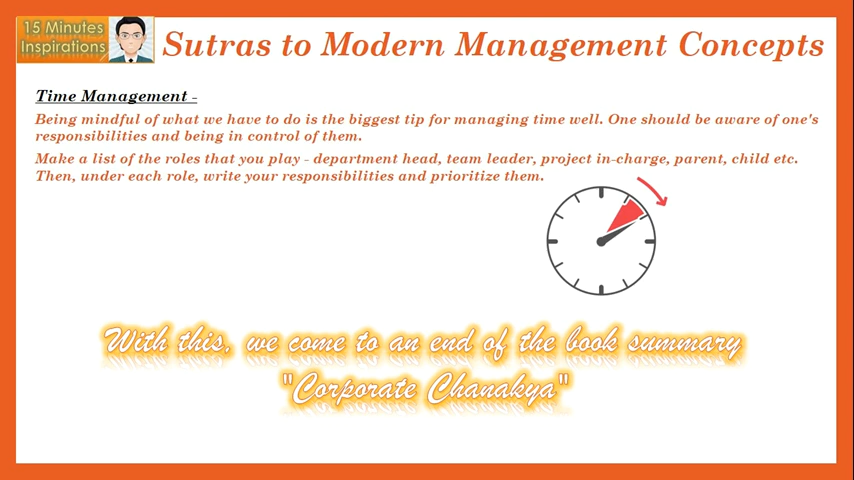 15 Minutes
Inspirations
Sutras to Modern Management Concepts
Time Management -
Being mindful of what we have to do is the biggest tip for managing time well. One should be aware of one's
responsibilities and being in control of them.
Make a list of the roles that you play - department head, team leader, project in-charge, parent, child etc.
Then, under each role, write your responsibilities and prioritize them.
With this, we come to an end of the book summary
"Corporate Chanakya"